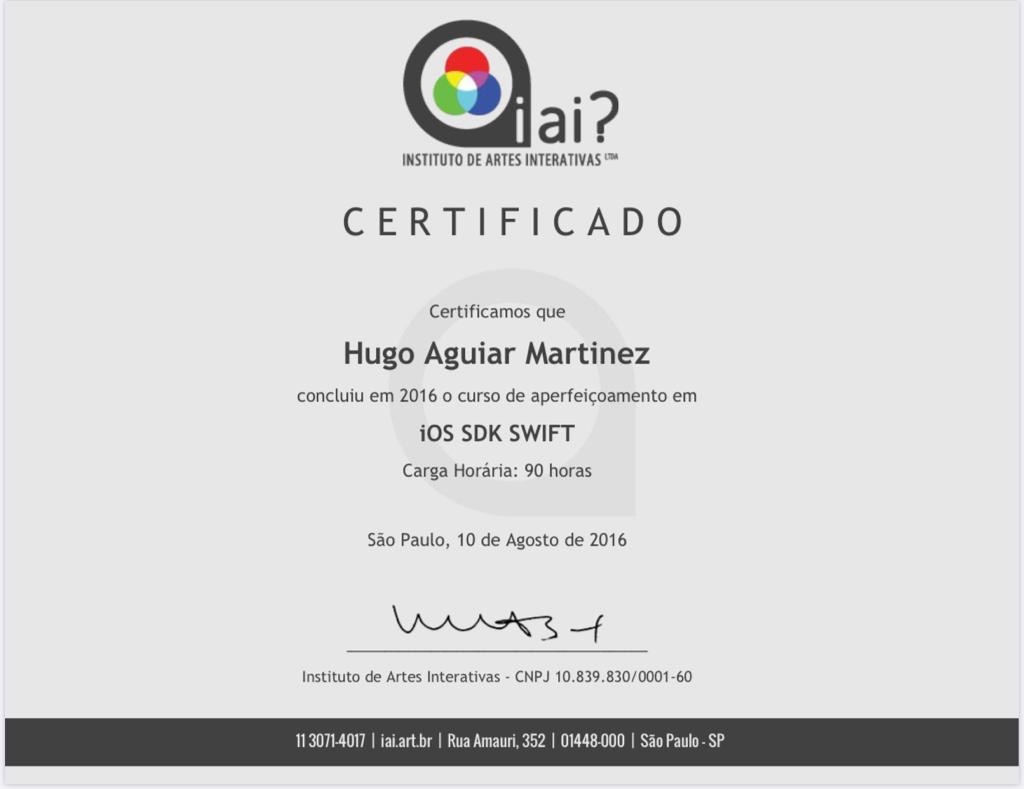 iai?
INSTITUTO DE ARTES INTERATIVAS LTDA
CERTIFICADO
Certificamos que
Hugo Aguiar Martinez
concluiu em 2016 o curso de aperfeiçoamento em
iOS SDK SWIFT
Carga Horária: 90 horas
São Paulo, 10 de Agosto de 2016
Instituto de Artes Interativas - CNPJ 10.839.830/0001-60
11 3071-4017 | iai.art.br | Rua Amauri, 352 | 01448-000 | São Paulo - SP